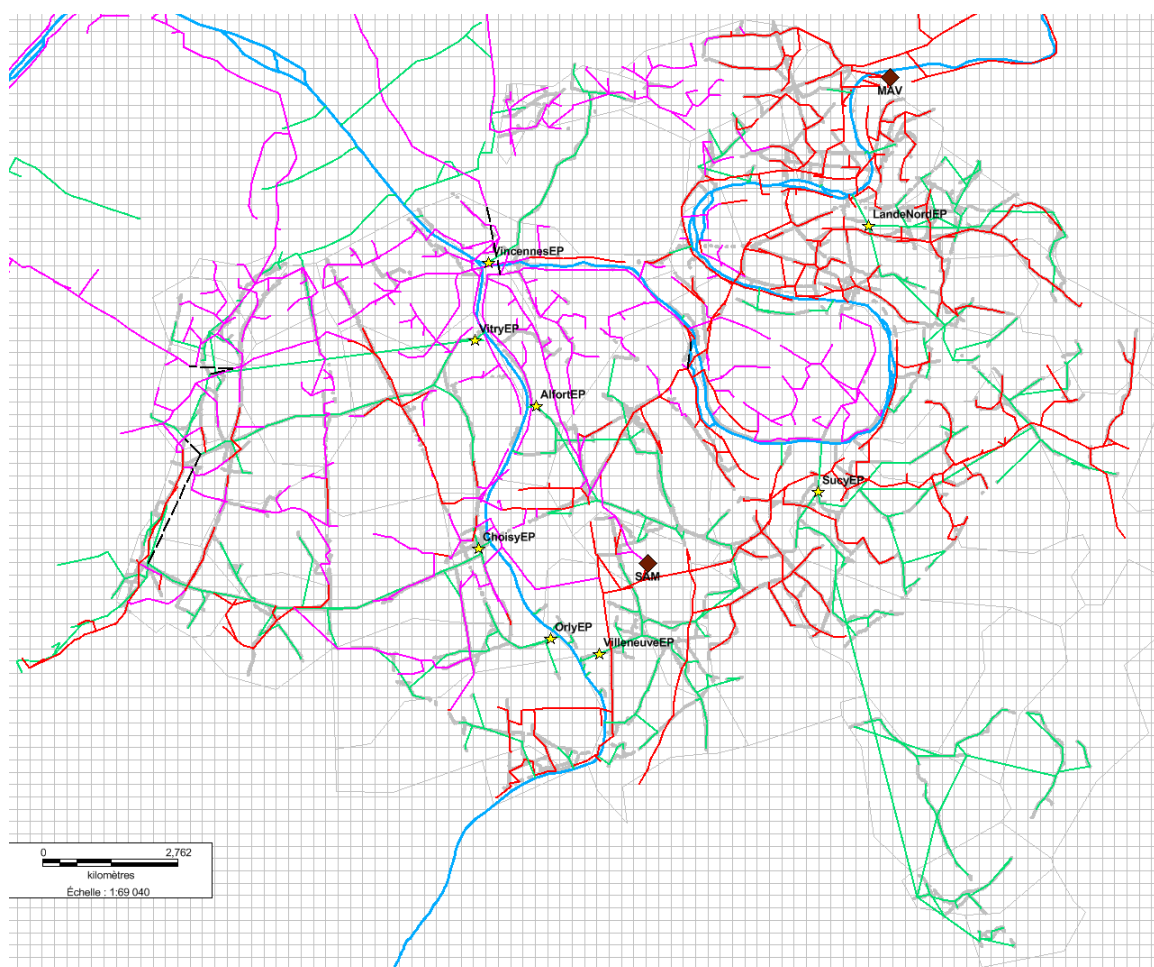 MAV
LandeNordEP
VincennesEP
VitryEP
AlfortEP
SucyEP
ChoisyEP
SAM
OrlyEP
VilleneuveEP
0 2,762
kilomètres
Échelle : 1:69 040